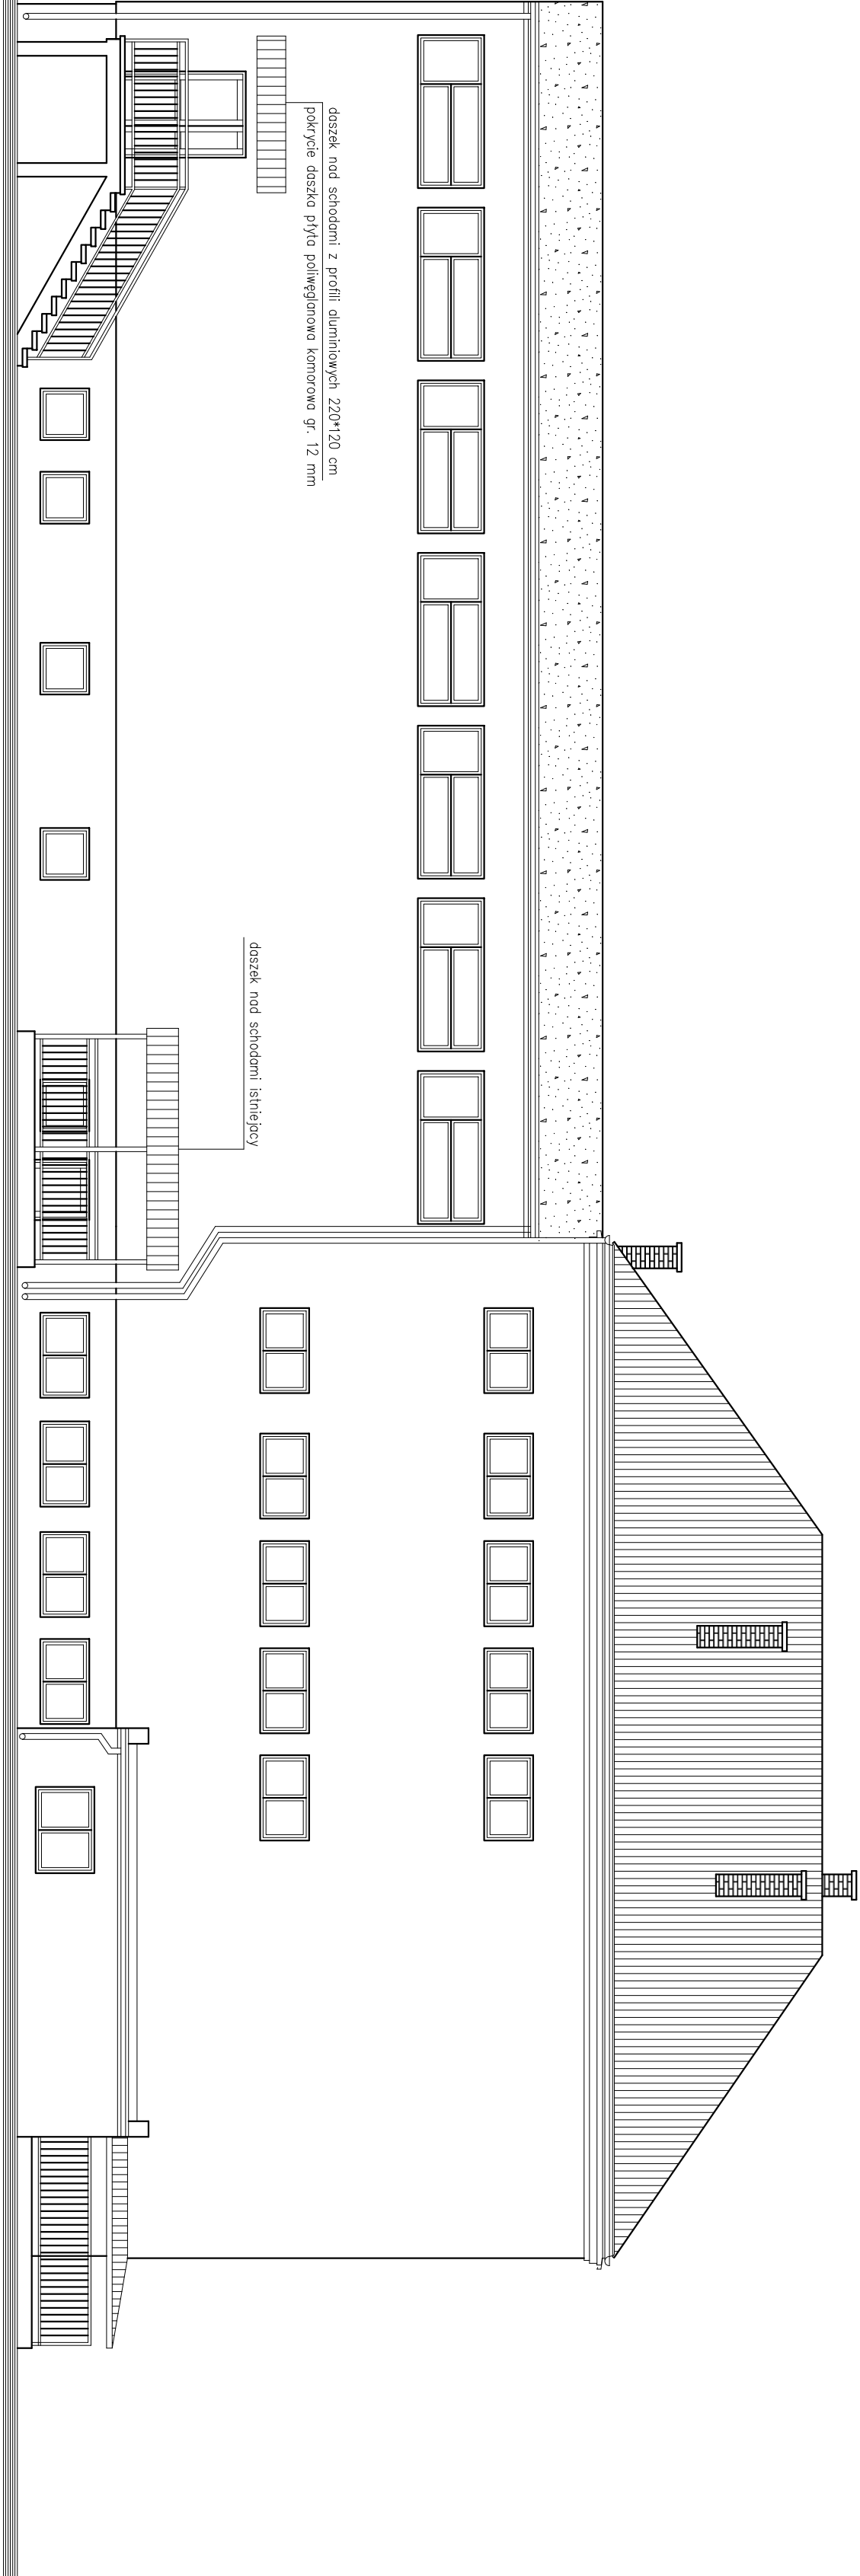 daszek nad schodami z profili aluminiowych 220*120 cm
pokrycie daszka płyta poliwęglanowa komorowa gr. 12 mm
daszek nad schodami istniejacy